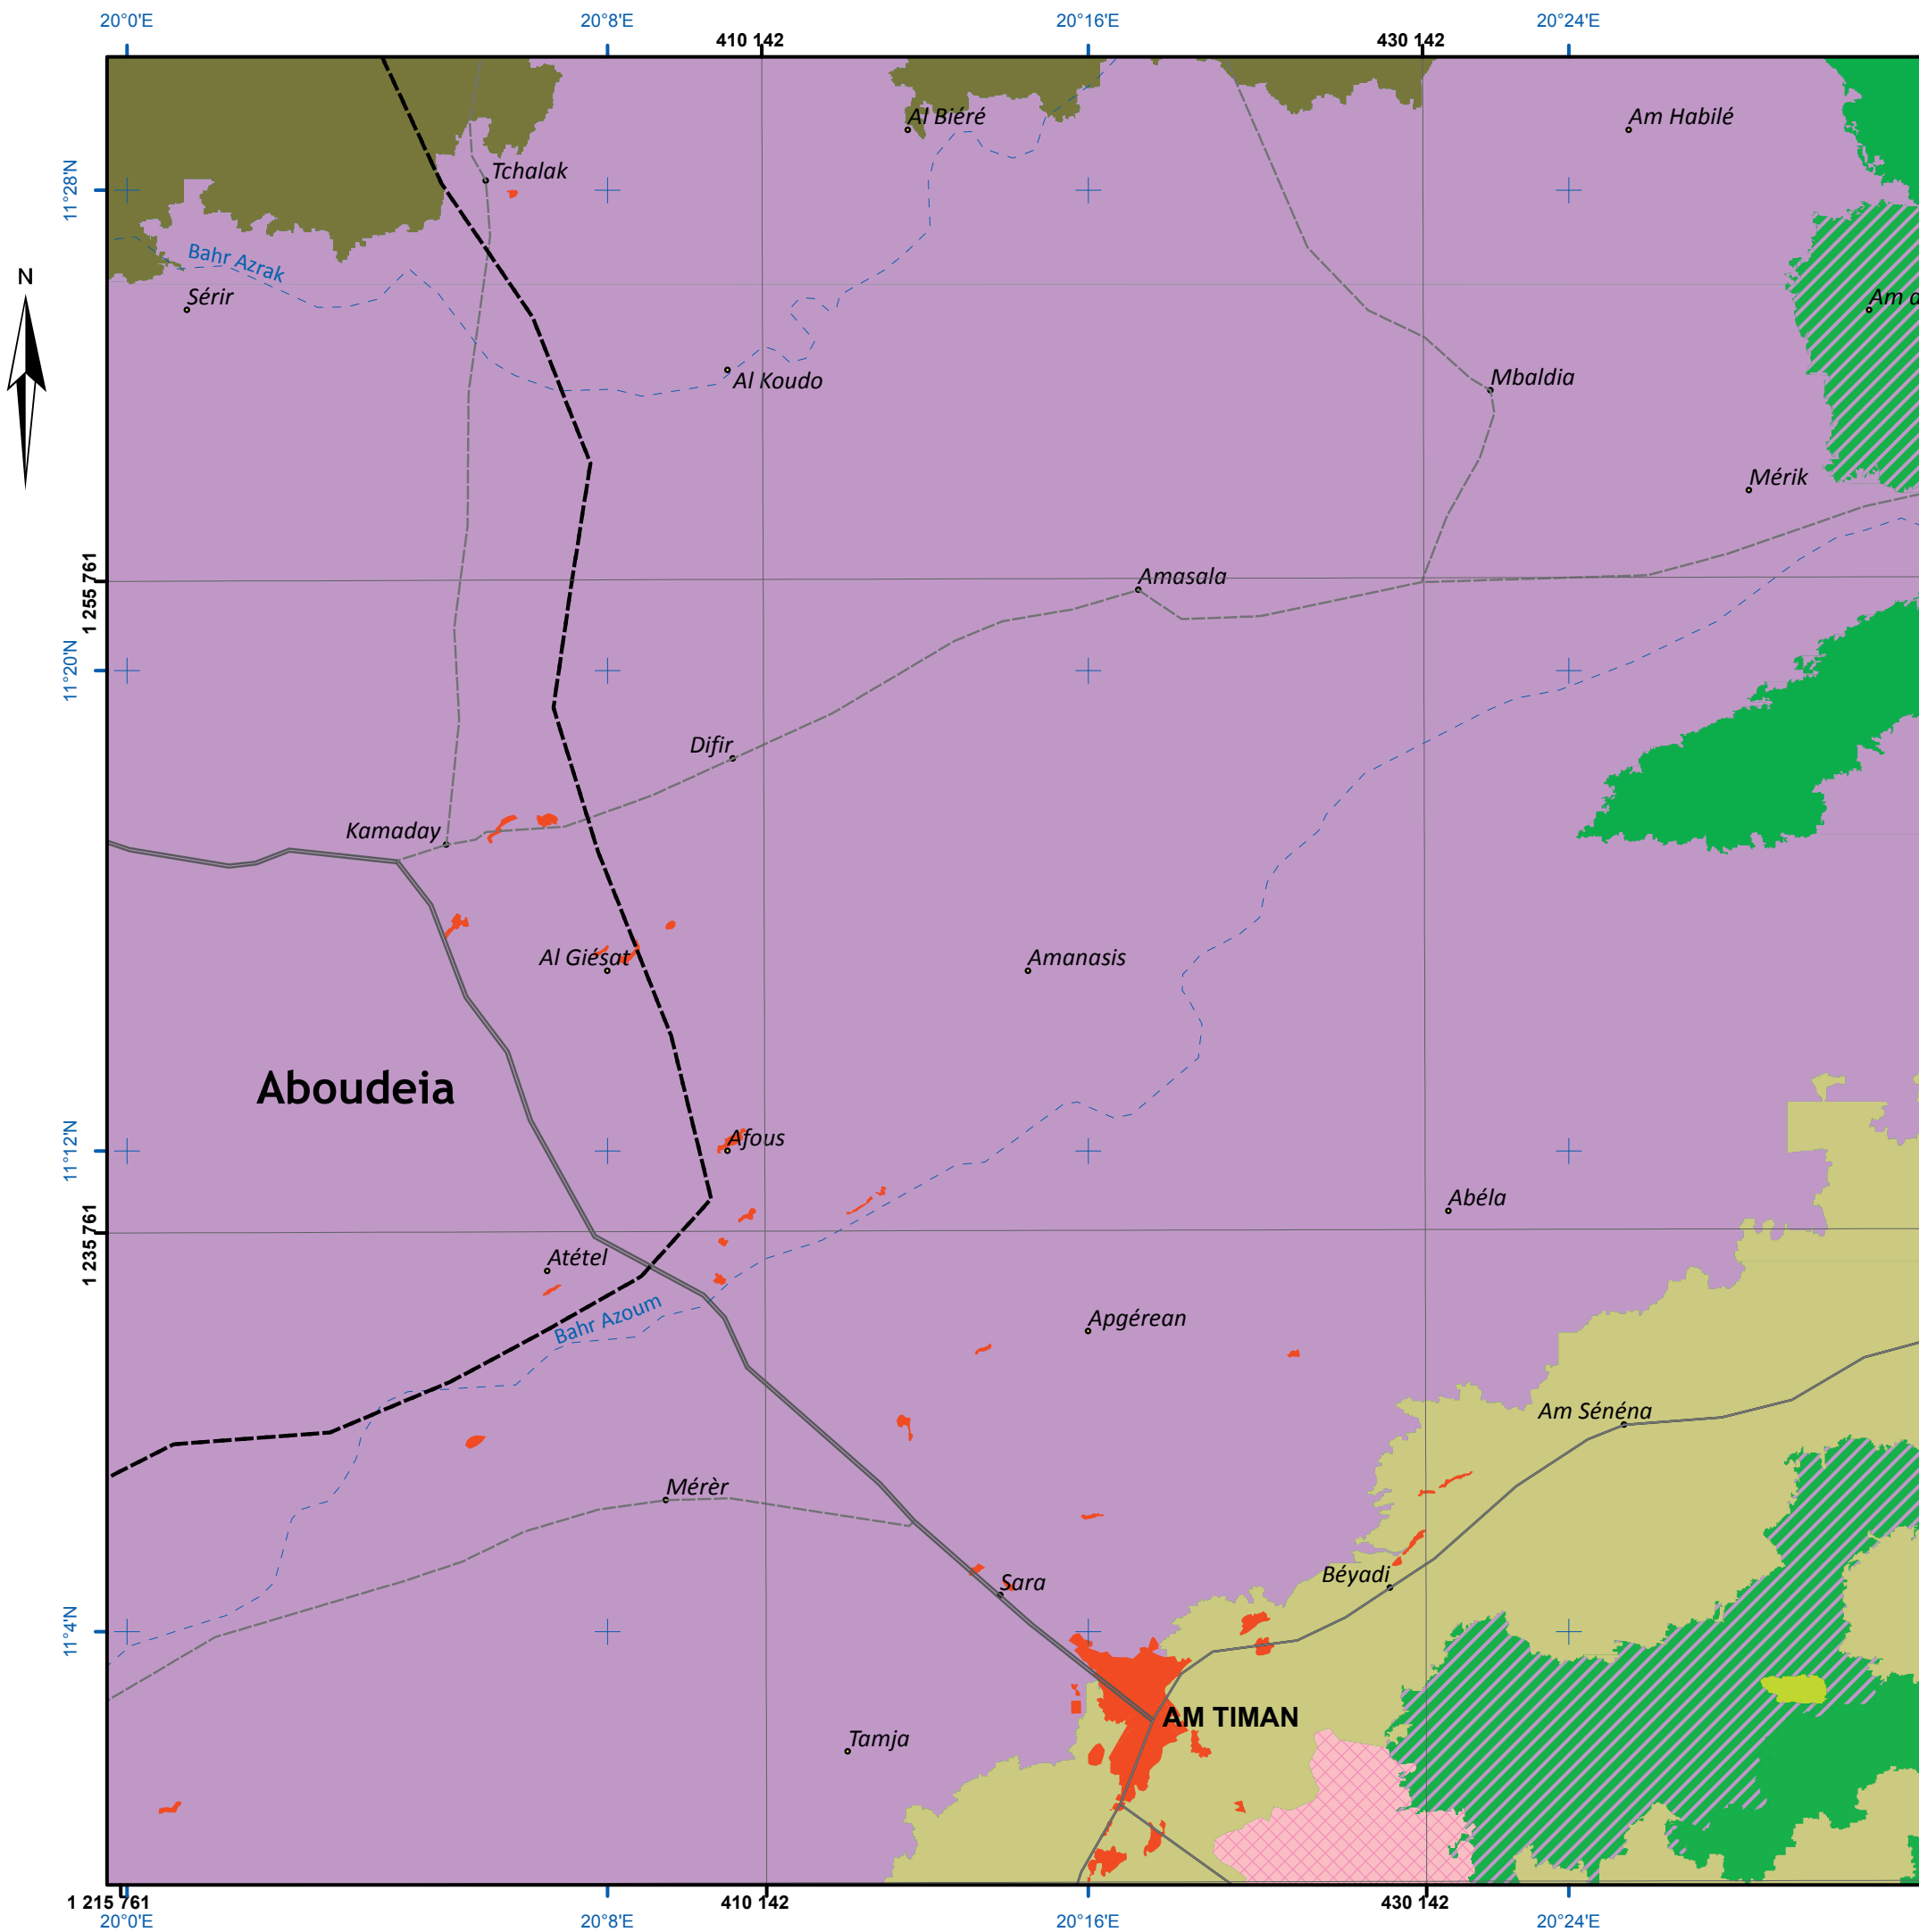 20°0'E 20°8'E 20°16'E 20°24'E
410 142 430 142
Al Biéré
Am Habilé
Tchalak
11°28'N
Bahr Azrak
N
Sérir
Am
Al Koudo
Mbaldia
Mérik
1 255 761
Amasala
11°20'N
Difir
Kamaday
Al Giésat
Amanasis
Aboudeia
11°12'N
Afous
Abéla
1 235 761
Atétel
Bahr Azoum
Apgérean
Am Sénéna
Mérèr
Béyadi
Sara
11°4'N
AM TIMAN
Tamja
1 215 761 410 142 430 142
20°0'E 20°8'E 20°16'E 20°24'E